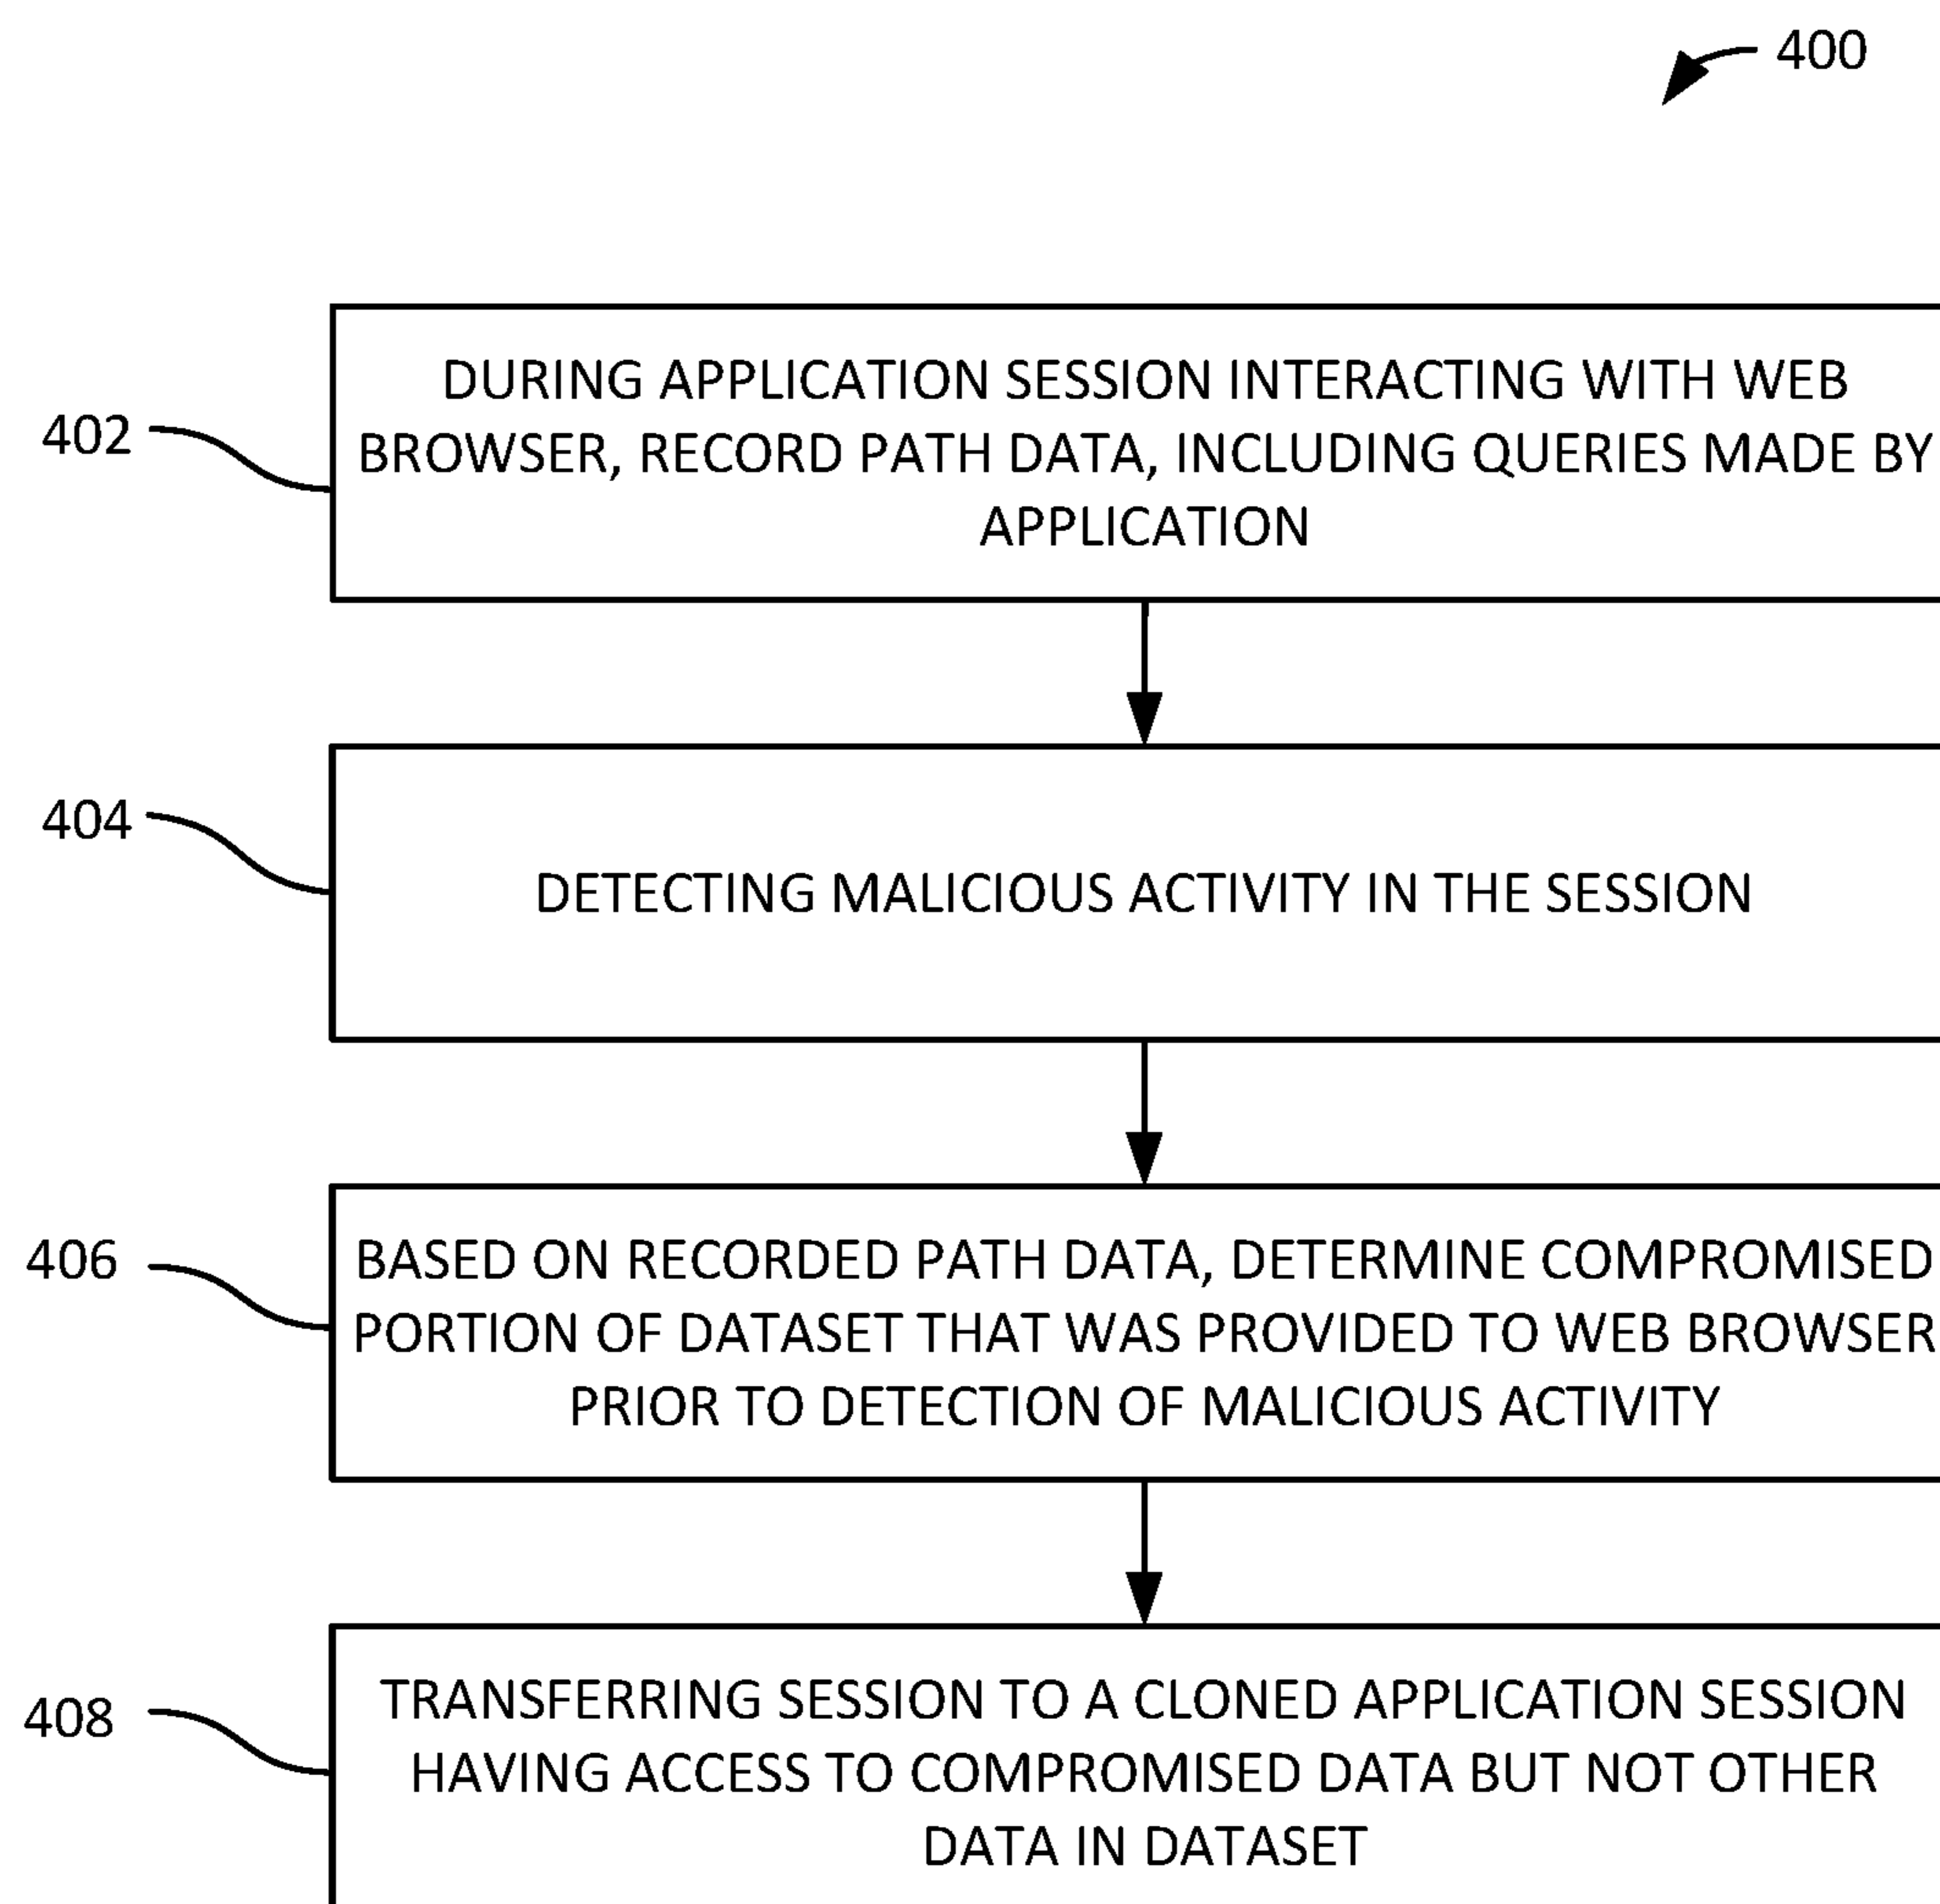 400
402
DURING APPLICATION SESSION INTERACTING WITH WEB
BROWSER, RECORD PATH DATA, INCLUDING QUERIES MADE BY
APPLICATION
404
DETECTING MALICIOUS ACTIVITY IN THE SESSION
406
BASED ON RECORDED PATH DATA, DETERMINE COMPROMISED
PORTION OF DATASET THAT WAS PROVIDED TO WEB BROWSER
PRIOR TO DETECTION OF MALICIOUS ACTIVITY
408
TRANSFERRING SESSION TO A CLONED APPLICATION SESSION
HAVING ACCESS TO COMPROMISED DATA BUT NOT OTHER
DATA IN DATASET